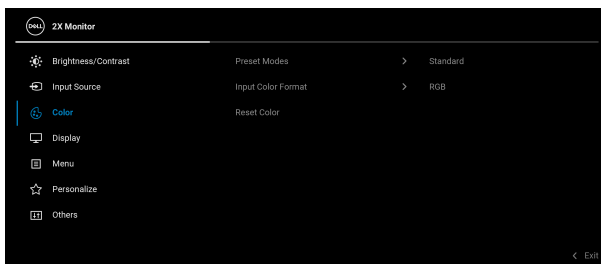 DELL 2X Monitor
Brightness/Contrast Preset Modes > Standard
Input Source Input Color Format > RGB
Color Reset Color
Display
Menu
Personalize
Others
< Exit